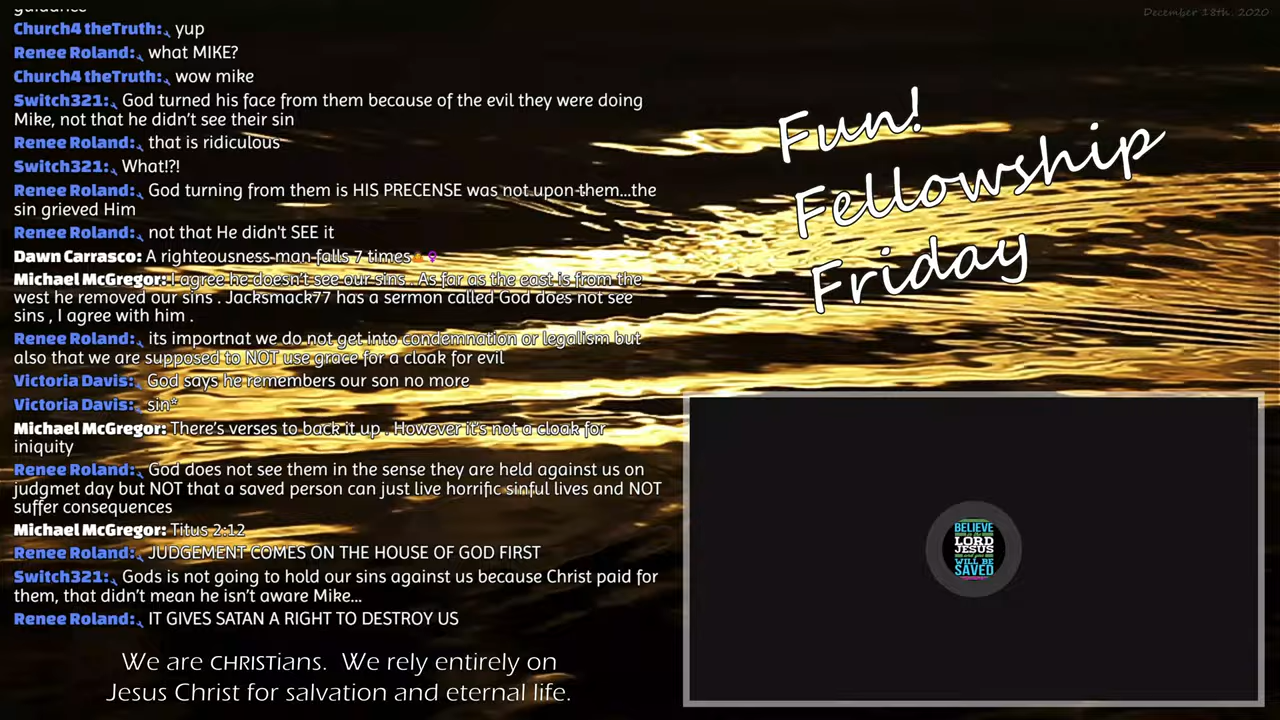 guidance
Church4 theTruth: yup
Renee Roland: what MIKE?
Church4 theTruth: wow mike
Switch321: God turned his face from them because of the evil they were doing
Mike, not that he didn't see their sin
Renee Roland: that is ridiculous
Switch321: What!?!
Renee Roland: God turning from them is HIS PRECENSE was not upon them...the
sin grieved Him
Renee Roland: not that He didn't SEE it
Dawn Carrasco: A righteousness man falls 7 times
Michael McGregor: I agree he doesn't see our sins . As far as the east is from the
west he removed our sins . Jacksmack77 has a sermon called God does not see
sins , I agree with him .
Renee Roland: its importnat we do not get into condemnation or legalism but
also that we are supposed to NOT use grace for a cloak for evil
Victoria Davis: God says he remembers our son no more
Victoria Davis: sin*
Michael McGregor: There's verses to back it up . However it's not a cloak for
iniquity
Renee Roland: God does not see them in the sense they are held against us on
judgmet day but NOT that a saved person can just live horrific sinful lives and NOT
suffer consequences
Michael McGregor: Titus 2:12
Renee Roland: JUDGEMENT COMES ON THE HOUSE OF GOD FIRST
Switch321: Gods is not going to hold our sins against us because Christ paid for
them, that didn't mean he isn't aware Mike...
Renee Roland: IT GIVES SATAN A RIGHT TO DESTROY US
We are CHRISTians. We rely entirely on
Jesus Christ for salvation and eternal life.
December 18th, 2020
Fun!
Fellowship
Friday
BELIEVE
LORD
JESUS
WILL BE
SAVED